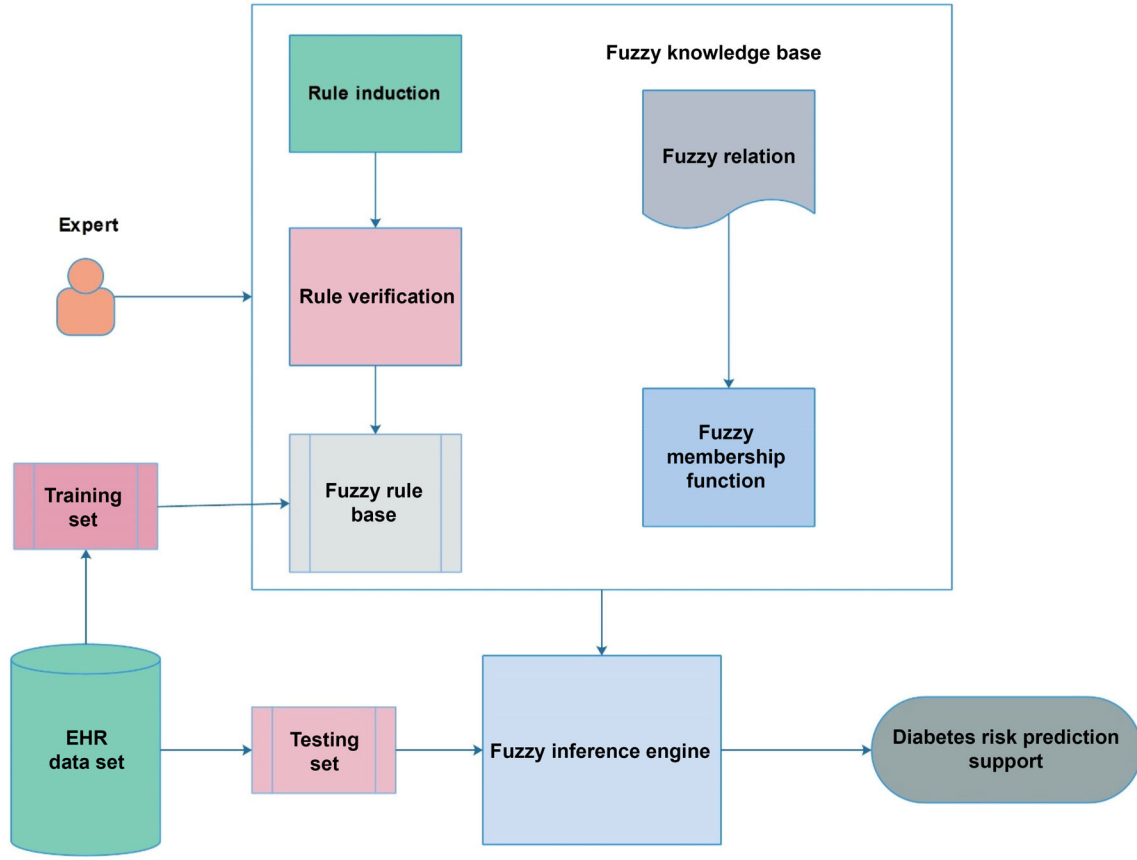 Fuzzy knowledge base
Rule induction
Fuzzy relation
Expert
Rule verification
Fuzzy
membership
function
Training
set
Fuzzy rule
base
EHR
data set
Testing
set
Fuzzy inference engine
Diabetes risk prediction
support